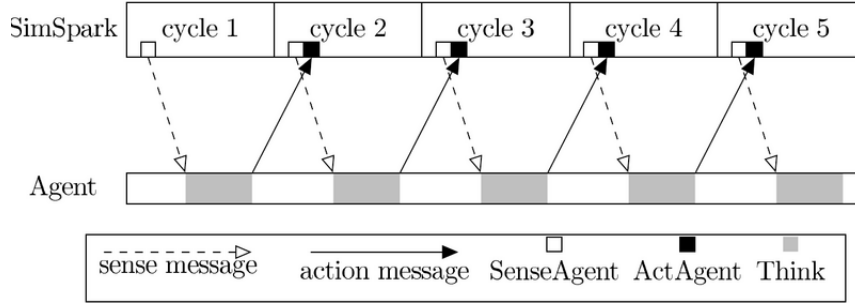 SimSpark cycle 1 cycle 2 cycle 3 cycle 4 cycle 5
Agent
sense message action message SenseAgent ActAgent Think